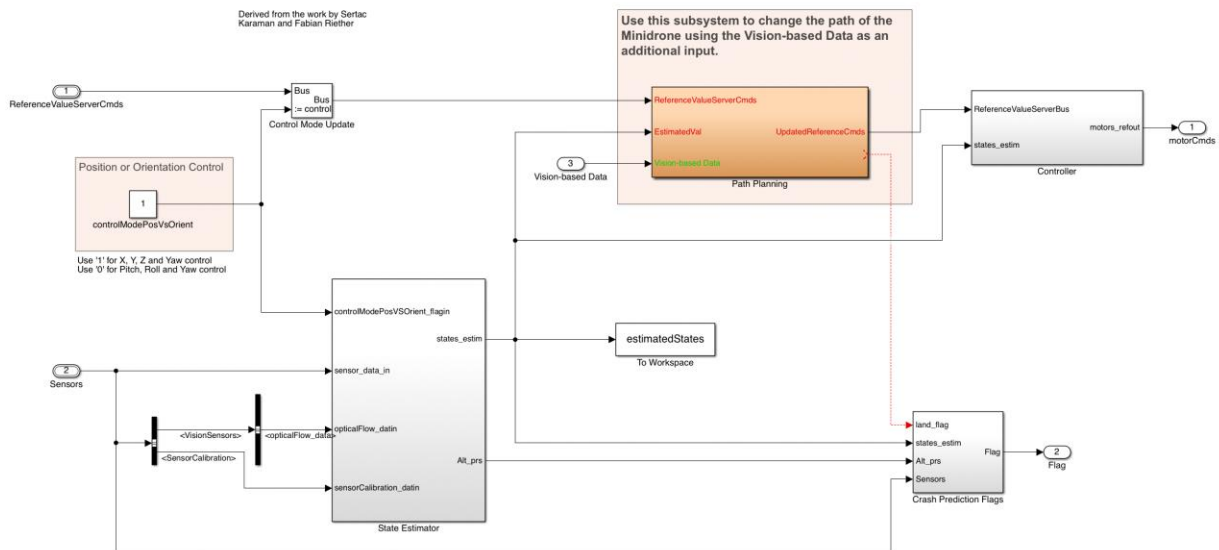 Derived from the work by Sertac
Karaman and Fabian Riether
Use this subsystem to change the path of the
Minidrone using the Vision-based Data as an
additional input.
1
ReferenceValueServerCmds
Bus
Bus
:= control
Control Mode Update
ReferenceValueServerCmds
EstimatedVal
UpdatedReferenceCmds
Vision-based Data
Path Planning
3
Vision-based Data
ReferenceValueServerBus
motors_refout
states_estim
Controller
1
motorCmds
Position or Orientation Control
1
controlModePosVsOrient
Use '1' for X, Y, Z and Yaw control
Use '0' for Pitch, Roll and Yaw control
controlModePosVSOrient_flagin
states_estim
sensor_data_in
opticalFlow_datin
Alt_prs
sensorCalibration_datin
State Estimator
estimatedStates
To Workspace
2
Sensors
<VisionSensors>
<opticalFlow_data>
<SensorCalibration>
land_flag
states_estim
Flag
Alt_prs
Sensors
Crash Prediction Flags
2
Flag